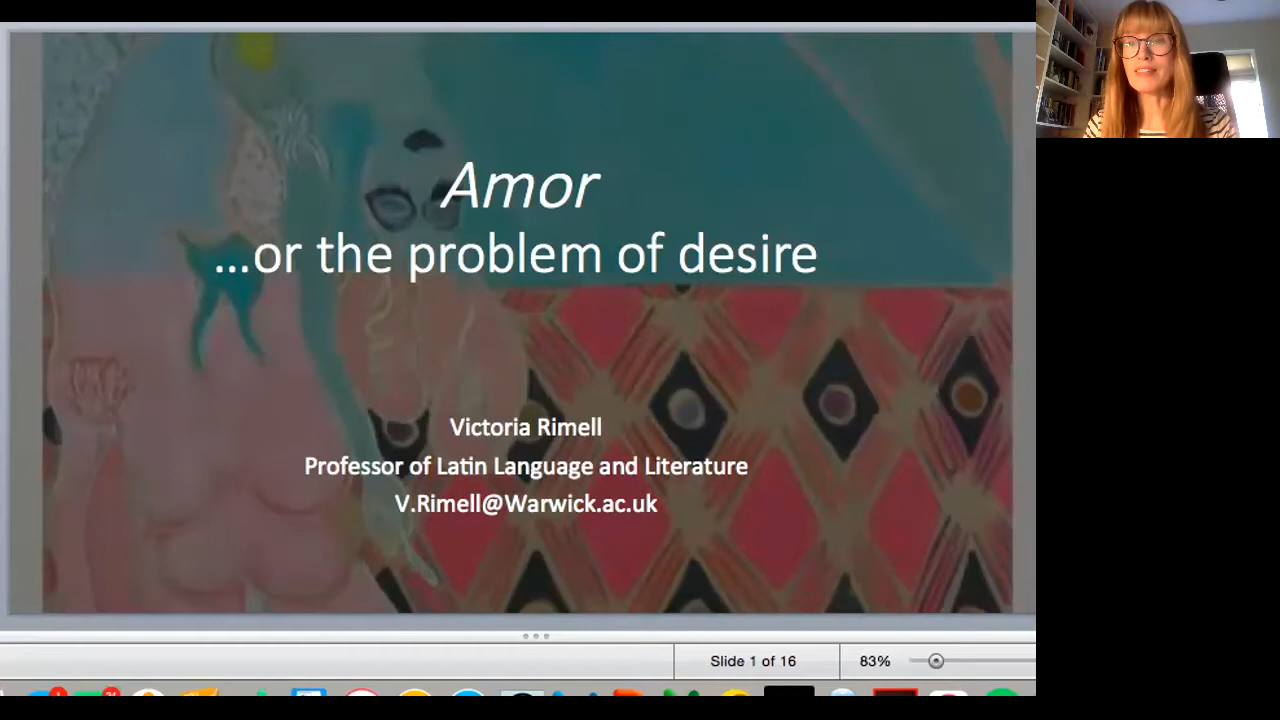 Amor
...or the problem of desire
Victoria Rimell
Professor of Latin Language and Literature
V.Rimell@Warwick.ac.uk
Slide 1 of 16
83%